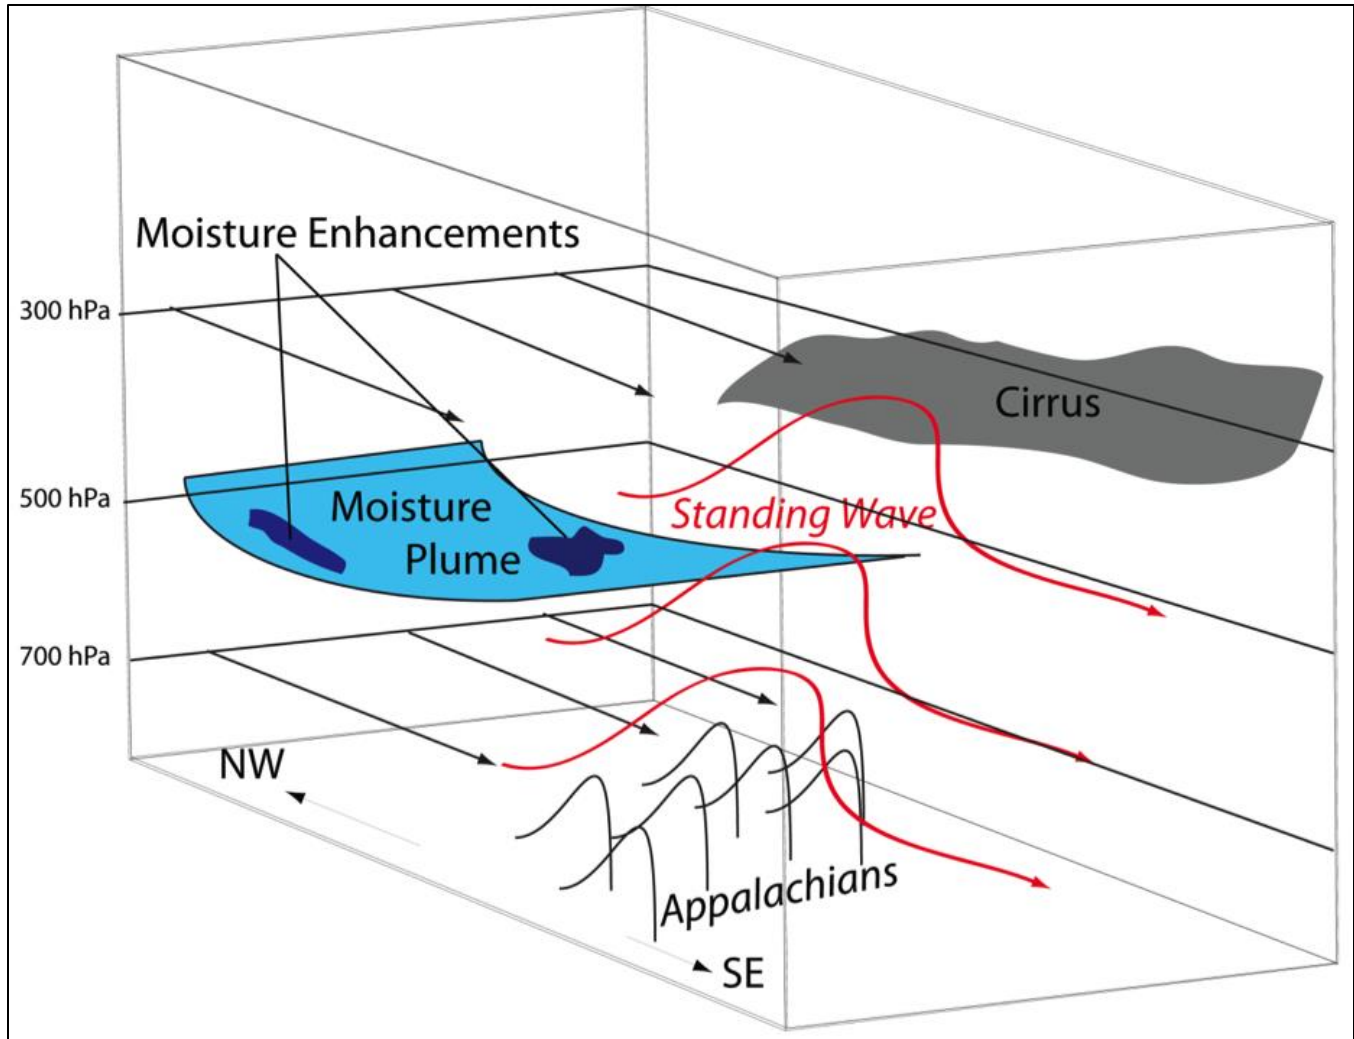 Moisture Enhancements
300 hPa
Cirrus
500 hPa
Moisture
Plume
Standing Wave
700 hPa
NW
Appalachians
SE